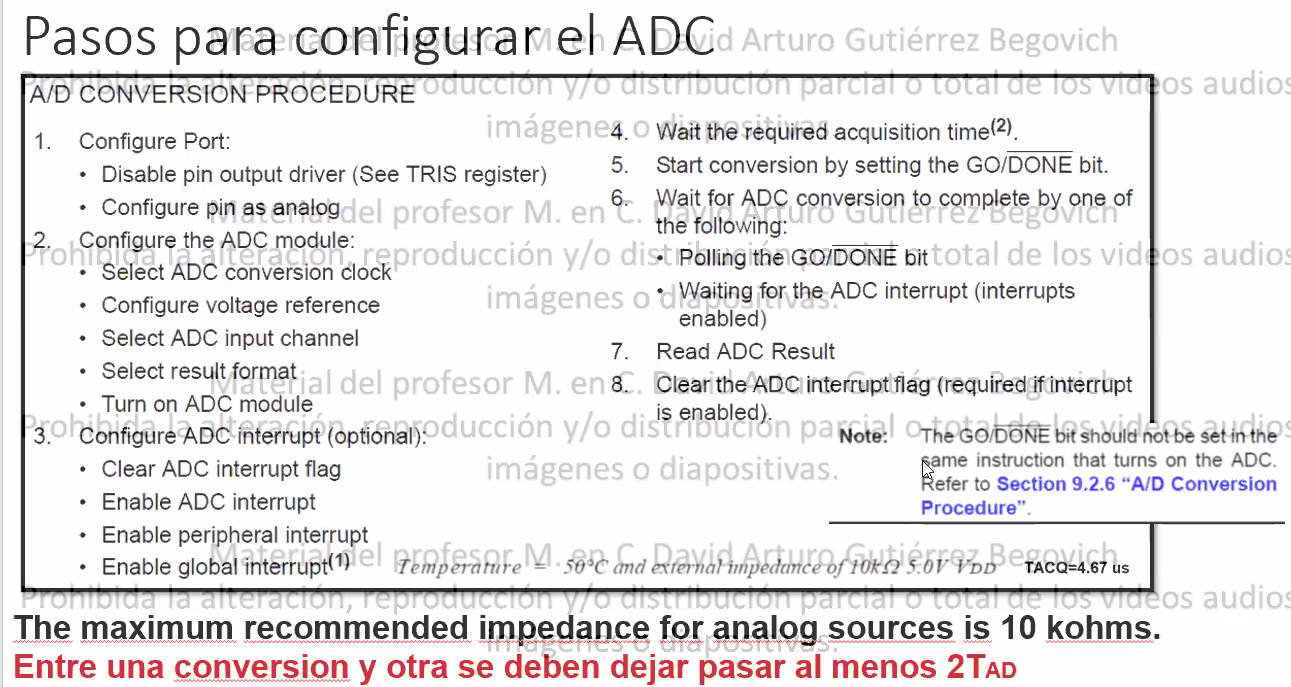 Pasos para configurar el ADC
Material del profesor M. en C. David Arturo Gutiérrez Begovich
Prohibida la alteración, reproducción y/o distribución parcial o total de los videos audios
imágenes o diapositivas.
A/D CONVERSION PROCEDURE
1. Configure Port:
• Disable pin output driver (See TRIS register)
• Configure pin as analog
2. Configure the ADC module:
• Select ADC conversion clock
• Configure voltage reference
• Select ADC input channel
• Select result format
• Turn on ADC module
3. Configure ADC interrupt (optional):
• Clear ADC interrupt flag
• Enable ADC interrupt
• Enable peripheral interrupt
• Enable global interrupt(1)
4. Wait the required acquisition time(2).
5. Start conversion by setting the GO/DONE bit.
6. Wait for ADC conversion to complete by one of
the following:
• Polling the GO/DONE bit
• Waiting for the ADC interrupt (interrupts
enabled)
7. Read ADC Result
8. Clear the ADC interrupt flag (required if interrupt
is enabled).
Note: The GO/DONE bit should not be set in the
same instruction that turns on the ADC.
Refer to Section 9.2.6 “A/D Conversion
Procedure”.
Material del profesor M. en C. David Arturo Gutiérrez Begovich
Prohibida la alteración, reproducción y/o distribución parcial o total de los videos audios
imágenes o diapositivas.
Material del profesor M. en C. David Arturo Gutiérrez Begovich
Prohibida la alteración, reproducción y/o distribución parcial o total de los videos audios
imágenes o diapositivas.
Material del profesor M. en C. David Arturo Gutiérrez Begovich
Prohibida la alteración, reproducción y/o distribución parcial o total de los videos audios
imágenes o diapositivas.
Temperature = 50°C and external impedance of 10kΩ 5.0V VDD TACQ=4.67 us
The maximum recommended impedance for analog sources is 10 kohms.
Entre una conversion y otra se deben dejar pasar al menos 2TAD